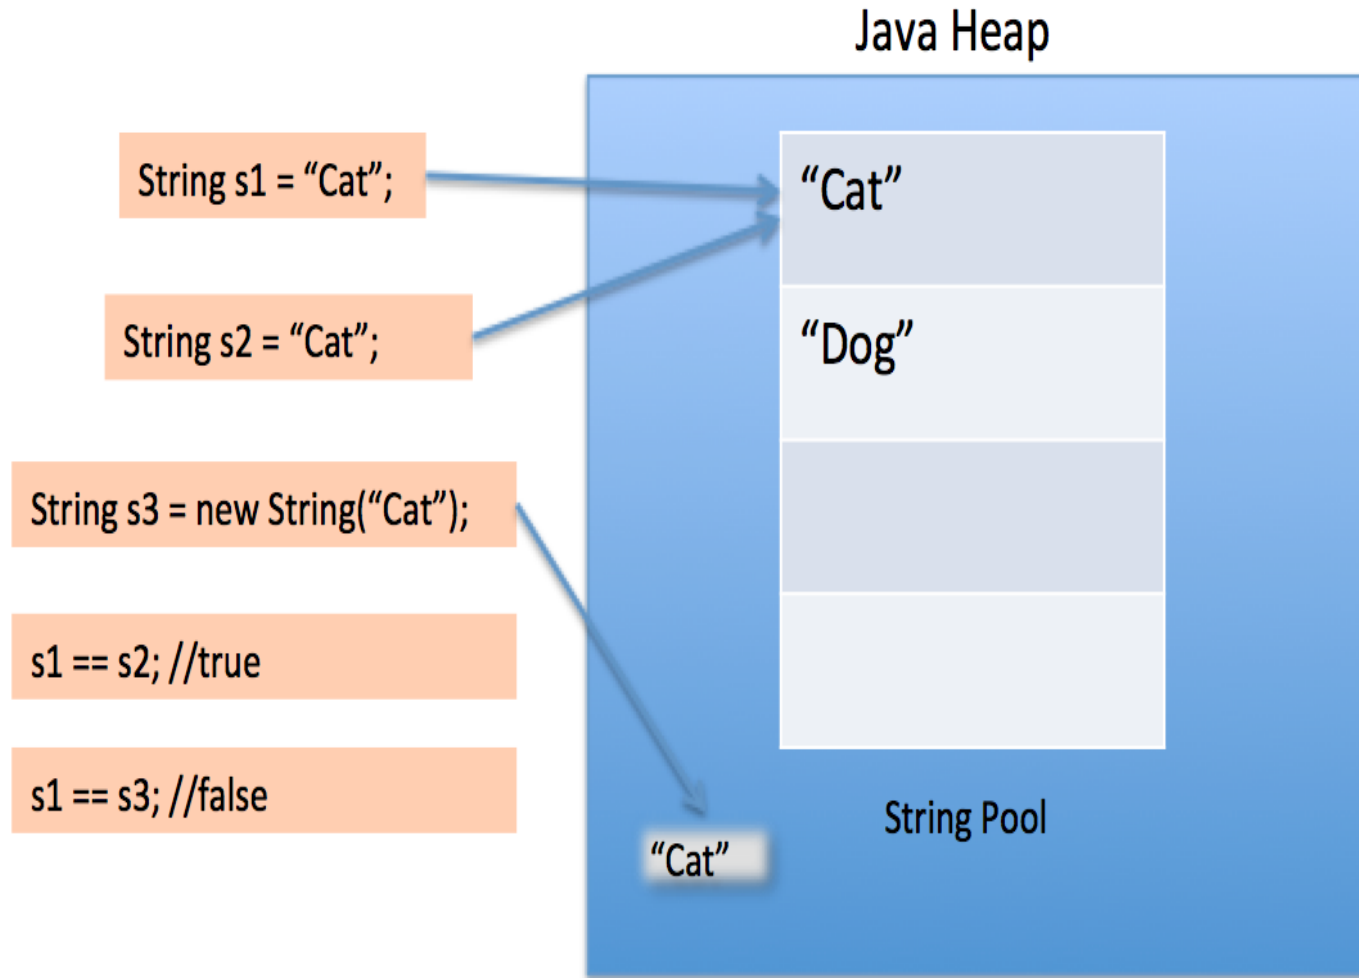 Java Heap
String s1 = “Cat”;
String s2 = “Cat”;
String s3 = new String(“Cat”);
s1 == s2; //true
s1 == s3; //false
“Cat”
“Dog”
String Pool
“Cat”